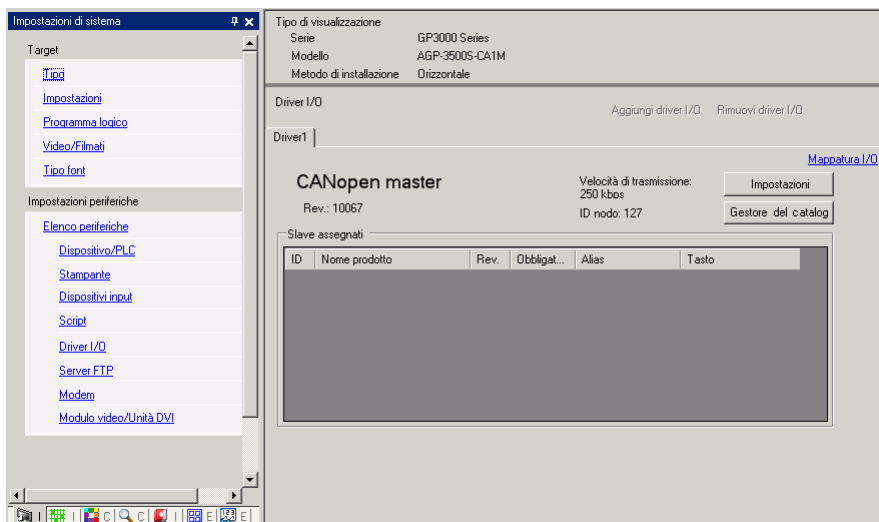 Impostazioni di sistema
Target
Tipo
Impostazioni
Programma logico
Video/Filmati
Tipo font
Impostazioni periferiche
Elenco periferiche
Dispositivo/PLC
Stampante
Dispositivi input
Script
Driver I/O
Server FTP
Modem
Modulo video/Unità DVI
I I C C I E E
Tipo di visualizzazione
Serie GP3000 Series
Modello AGP-3500S-CA1M
Metodo di installazione Orizzontale
Driver I/O
Aggiungi driver I/O Rimuovi driver I/O
Driver1
Mappatura I/O
CANopen master
Rev.: 10067
Velocità di trasmissione:
250 kbps
ID nodo: 127
Impostazioni
Gestore del catalog
Slave assegnati
ID Nome prodotto Rev. Obbligat... Alias Tasto